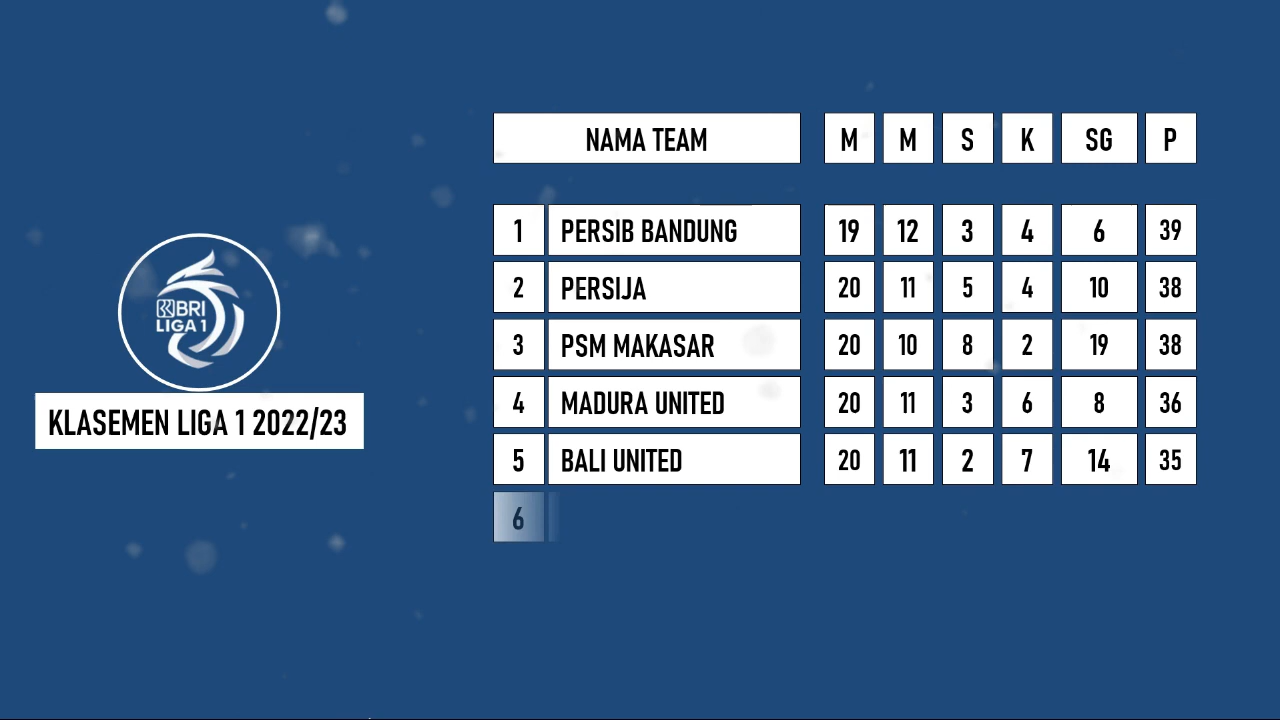 NAMA TEAM M M S K SG P
1 PERSIB BANDUNG 19 12 3 4 6 39
2 PERSIJA 20 11 5 4 10 38
3 PSM MAKASAR 20 10 8 2 19 38
4 MADURA UNITED 20 11 3 6 8 36
5 BALI UNITED 20 11 2 7 14 35
6
BRI
LIGA 1
KLASEMEN LIGA 1 2022/23